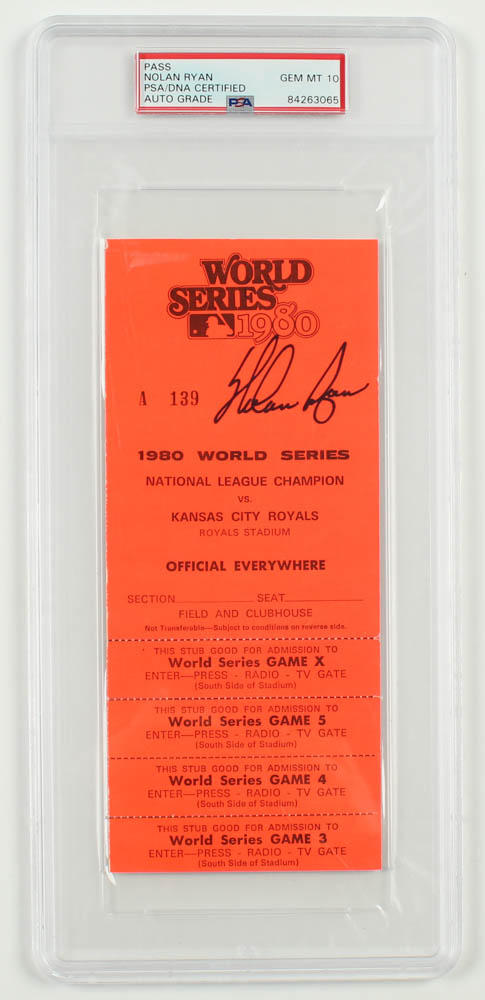 PASS
NOLAN RYAN GEM MT 10
PSA/DNA CERTIFIED
AUTO GRADE PSA 84263065
WORLD
SERIES
1980
A 139 Nolan Ryan
1980 WORLD SERIES
NATIONAL LEAGUE CHAMPION
VS.
KANSAS CITY ROYALS
ROYALS STADIUM
OFFICIAL EVERYWHERE
SECTION SEAT
FIELD AND CLUBHOUSE
Not Transferable—Subject to conditions on reverse side.
THIS STUB GOOD FOR ADMISSION TO
World Series GAME X
ENTER—PRESS - RADIO - TV GATE
(South Side of Stadium)
THIS STUB GOOD FOR ADMISSION TO
World Series GAME 5
ENTER—PRESS - RADIO - TV GATE
(South Side of Stadium)
THIS STUB GOOD FOR ADMISSION TO
World Series GAME 4
ENTER—PRESS - RADIO - TV GATE
(South Side of Stadium)
THIS STUB GOOD FOR ADMISSION TO
World Series GAME 3
ENTER—PRESS - RADIO - TV GATE
(South Side of Stadium)